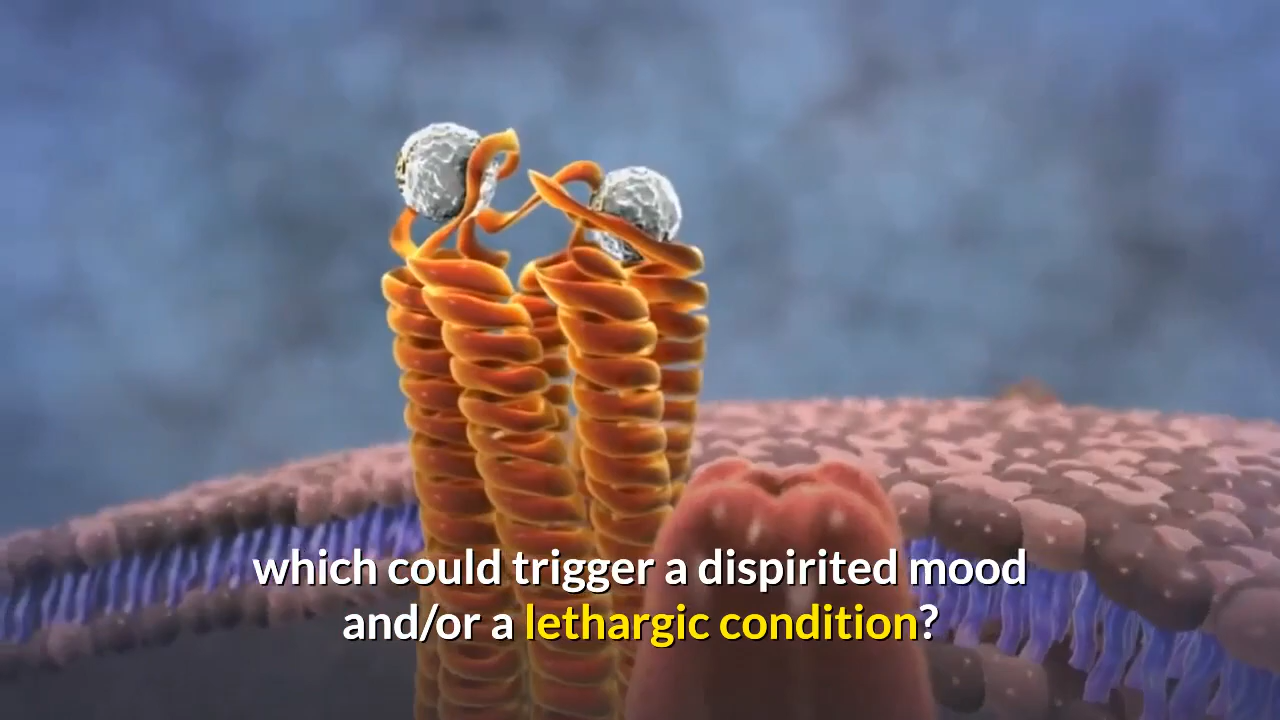 which could trigger a dispirited mood
and/or a lethargic condition?